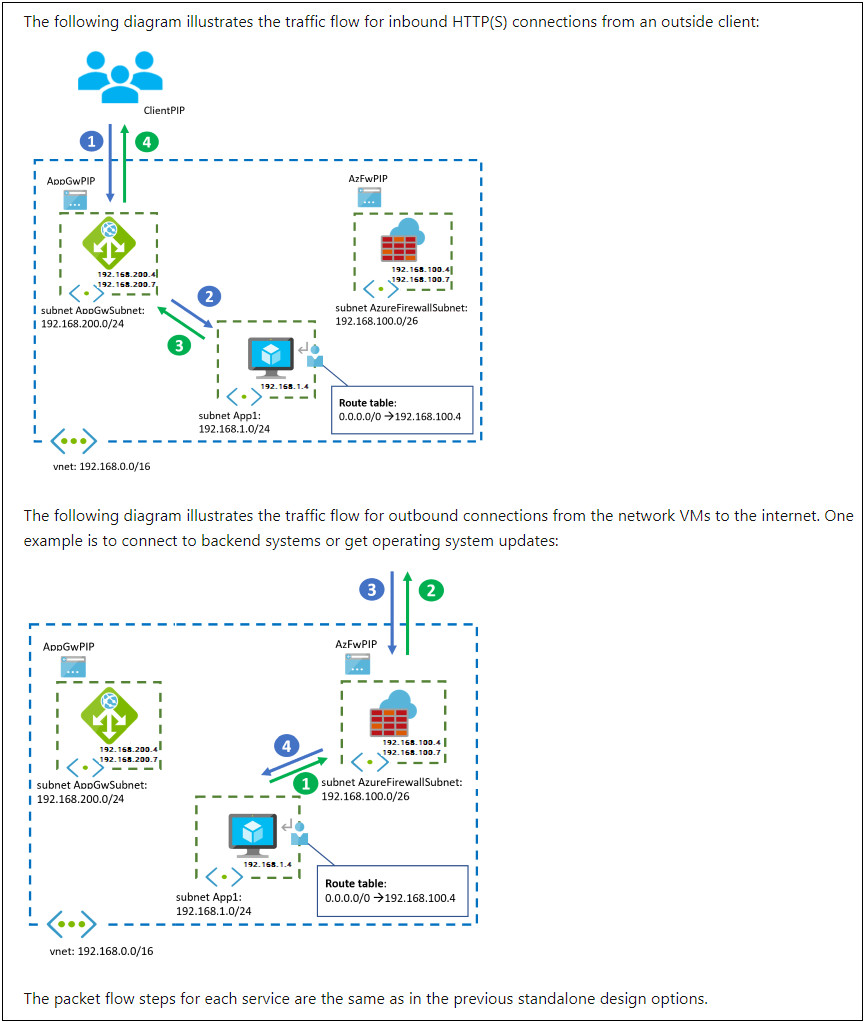 The following diagram illustrates the traffic flow for inbound HTTP(S) connections from an outside client:
ClientPIP
1
4
AppGwPIP
AzFwPIP
192.168.200.4
192.168.200.7
192.168.100.4
192.168.100.7
subnet AppGwSubnet:
192.168.200.0/24
subnet AzureFirewallSubnet:
192.168.100.0/26
2
3
192.168.1.4
subnet App1:
192.168.1.0/24
Route table:
0.0.0.0/0 →192.168.100.4
vnet: 192.168.0.0/16
The following diagram illustrates the traffic flow for outbound connections from the network VMs to the internet. One
example is to connect to backend systems or get operating system updates:
3
2
AppGwPIP
AzFwPIP
192.168.200.4
192.168.200.7
192.168.100.4
192.168.100.7
subnet AppGwSubnet:
192.168.200.0/24
4
1
subnet AzureFirewallSubnet:
192.168.100.0/26
192.168.1.4
subnet App1:
192.168.1.0/24
Route table:
0.0.0.0/0 →192.168.100.4
vnet: 192.168.0.0/16
The packet flow steps for each service are the same as in the previous standalone design options.